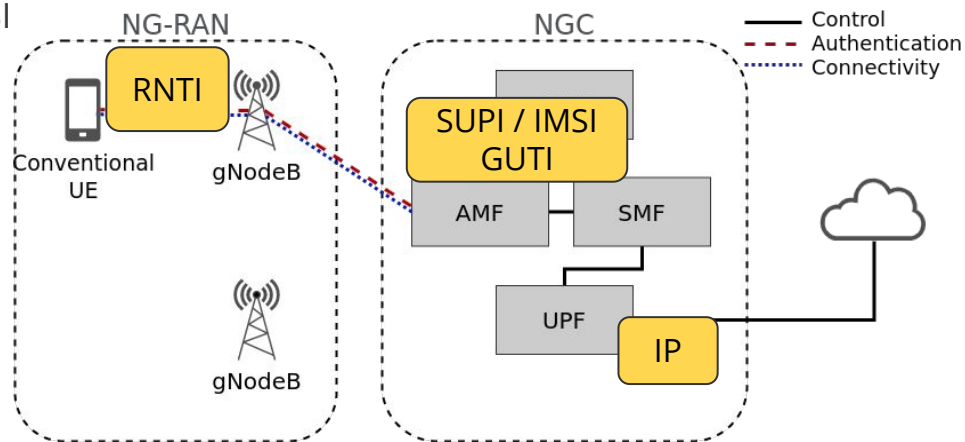 NG-RAN
NGC
Control
Authentication
Connectivity
RNTI
SUPI / IMSI
GUTI
Conventional
UE
gNodeB
AMF
SMF
UPF
IP
gNodeB